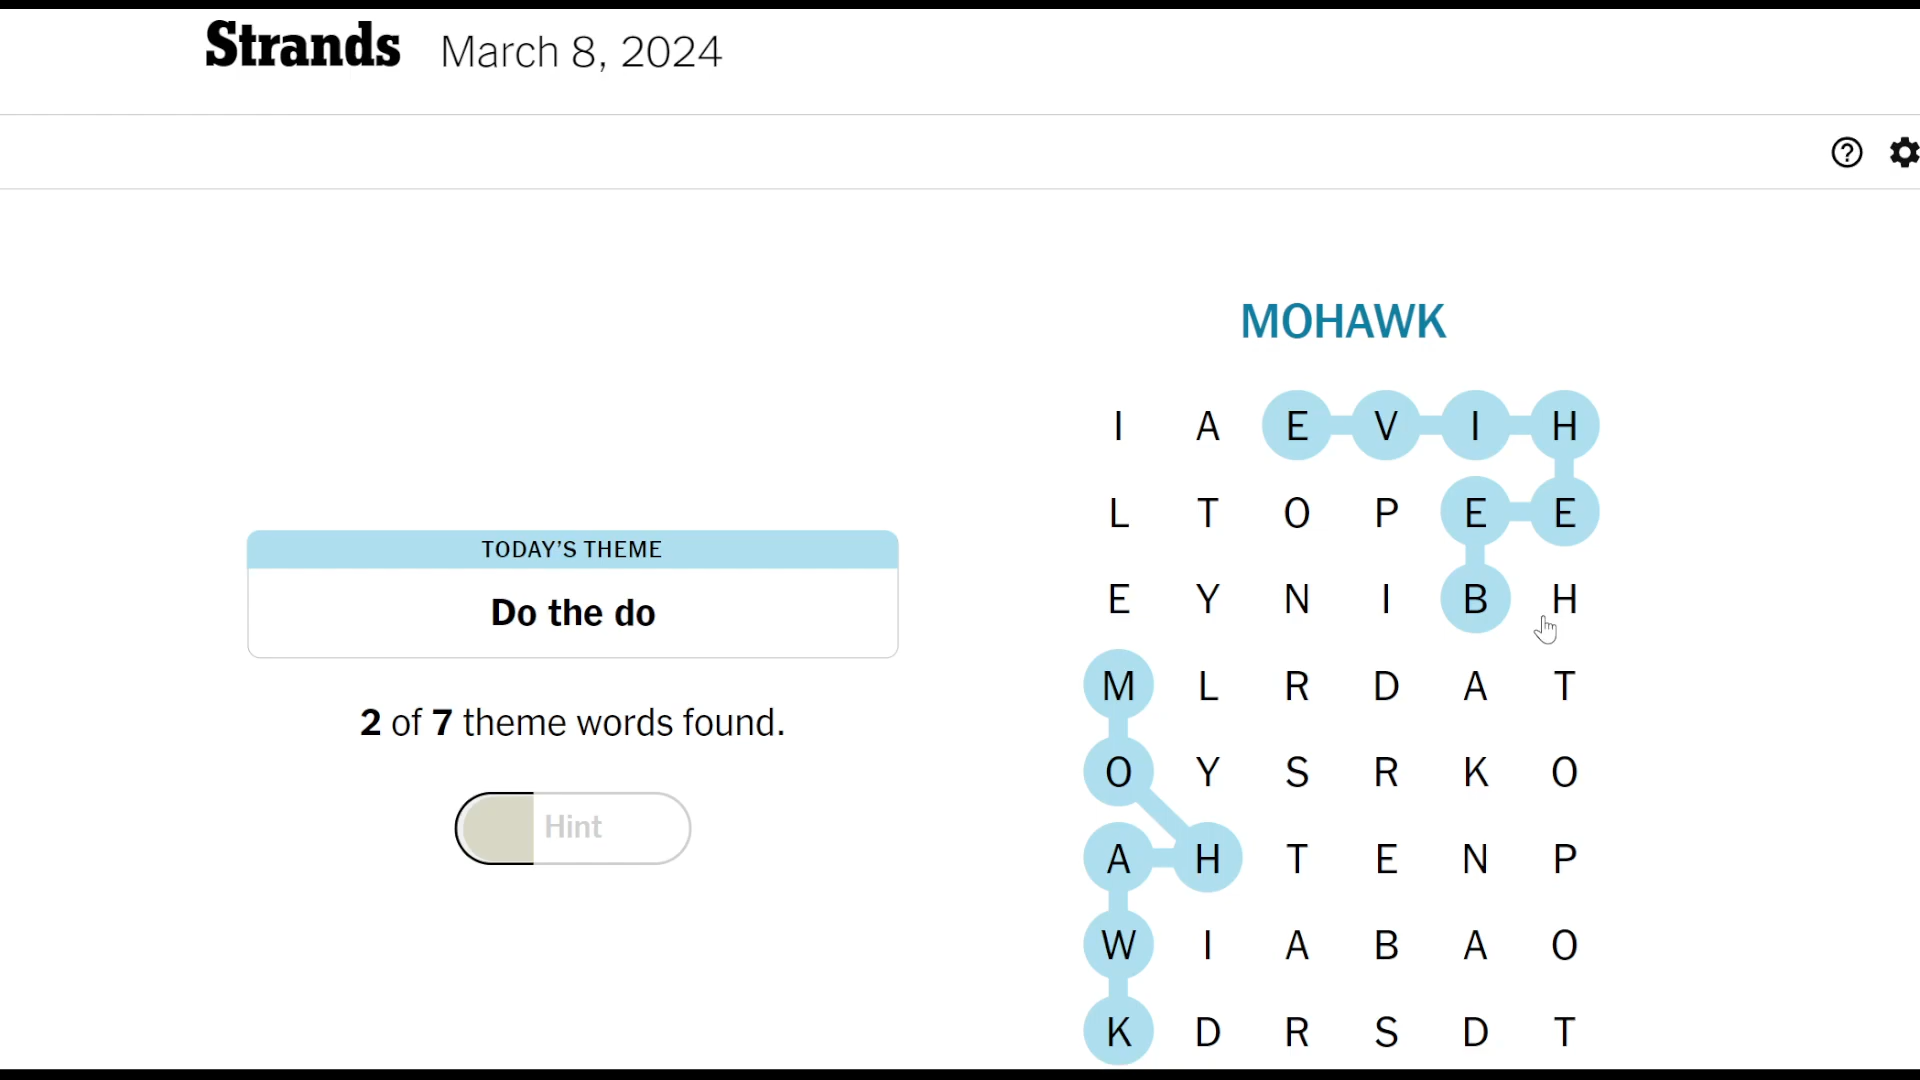 Strands March 8, 2024
MOHAWK
I A E V I H
L T O P E E
E Y N I B H
M L R D A T
O Y S R K O
A H T E N P
W I A B A O
K D R S D T
TODAY'S THEME
Do the do
2 of 7 theme words found.
Hint